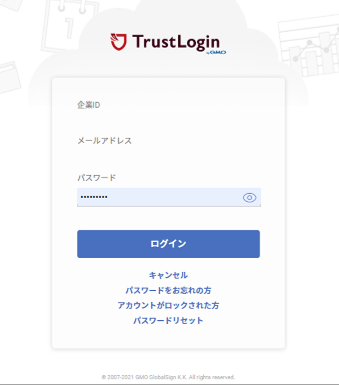 TrustLogin
by GMO
企業ID
メールアドレス
パスワード
•••••••••
ログイン
キャンセル
パスワードをお忘れの方
アカウントがロックされた方
パスワードリセット
© 2007-2021 GMO GlobalSign K.K. All rights reserved.